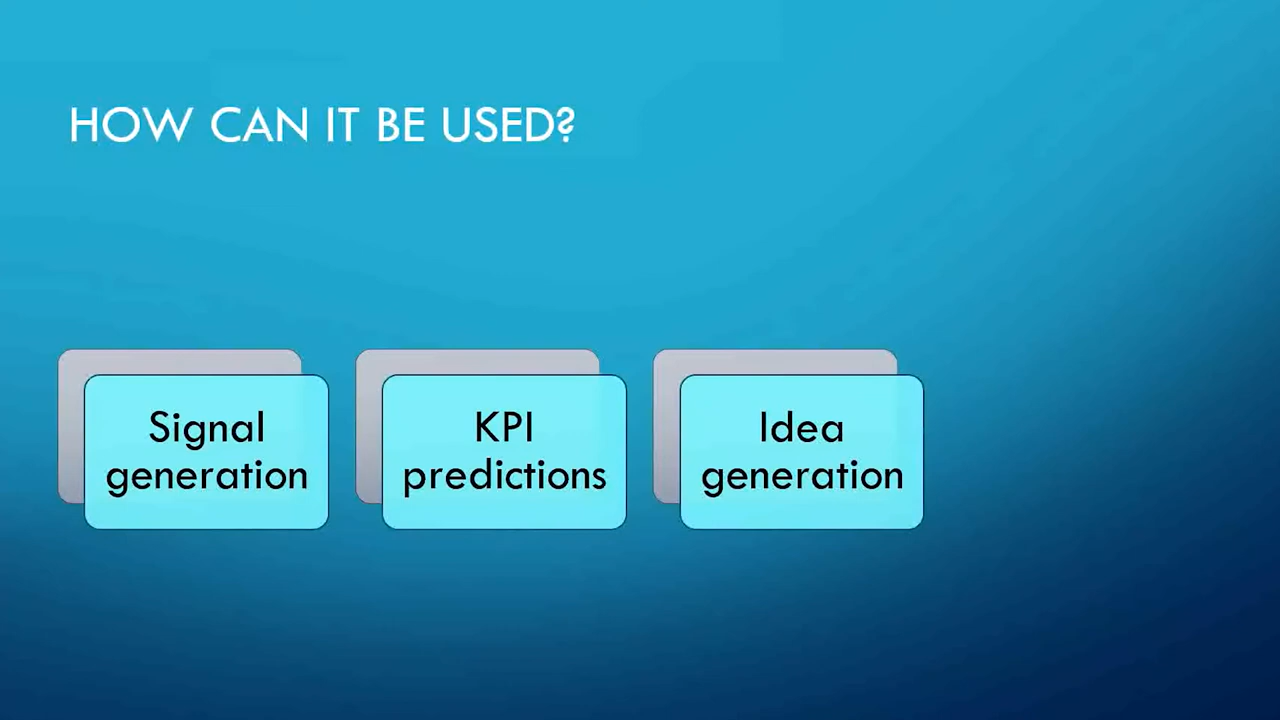 HOW CAN IT BE USED?
Signal
generation
KPI
predictions
Idea
generation